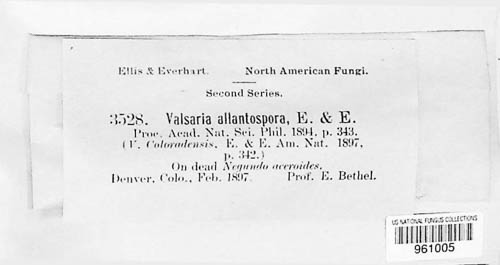 Ellis & Everhart. North American Fungi.
Second Series.
3528. Valsaria allantospora, E. & E.
Proc. Acad. Nat. Sci. Phil. 1894, p. 343.
(V. Coloradensis, E. & E. Am. Nat. 1897,
p. 342.)
On dead Negundo aceroides.
Denver, Colo., Feb. 1897. Prof. E. Bethel.
US NATIONAL FUNGUS COLLECTIONS
961005